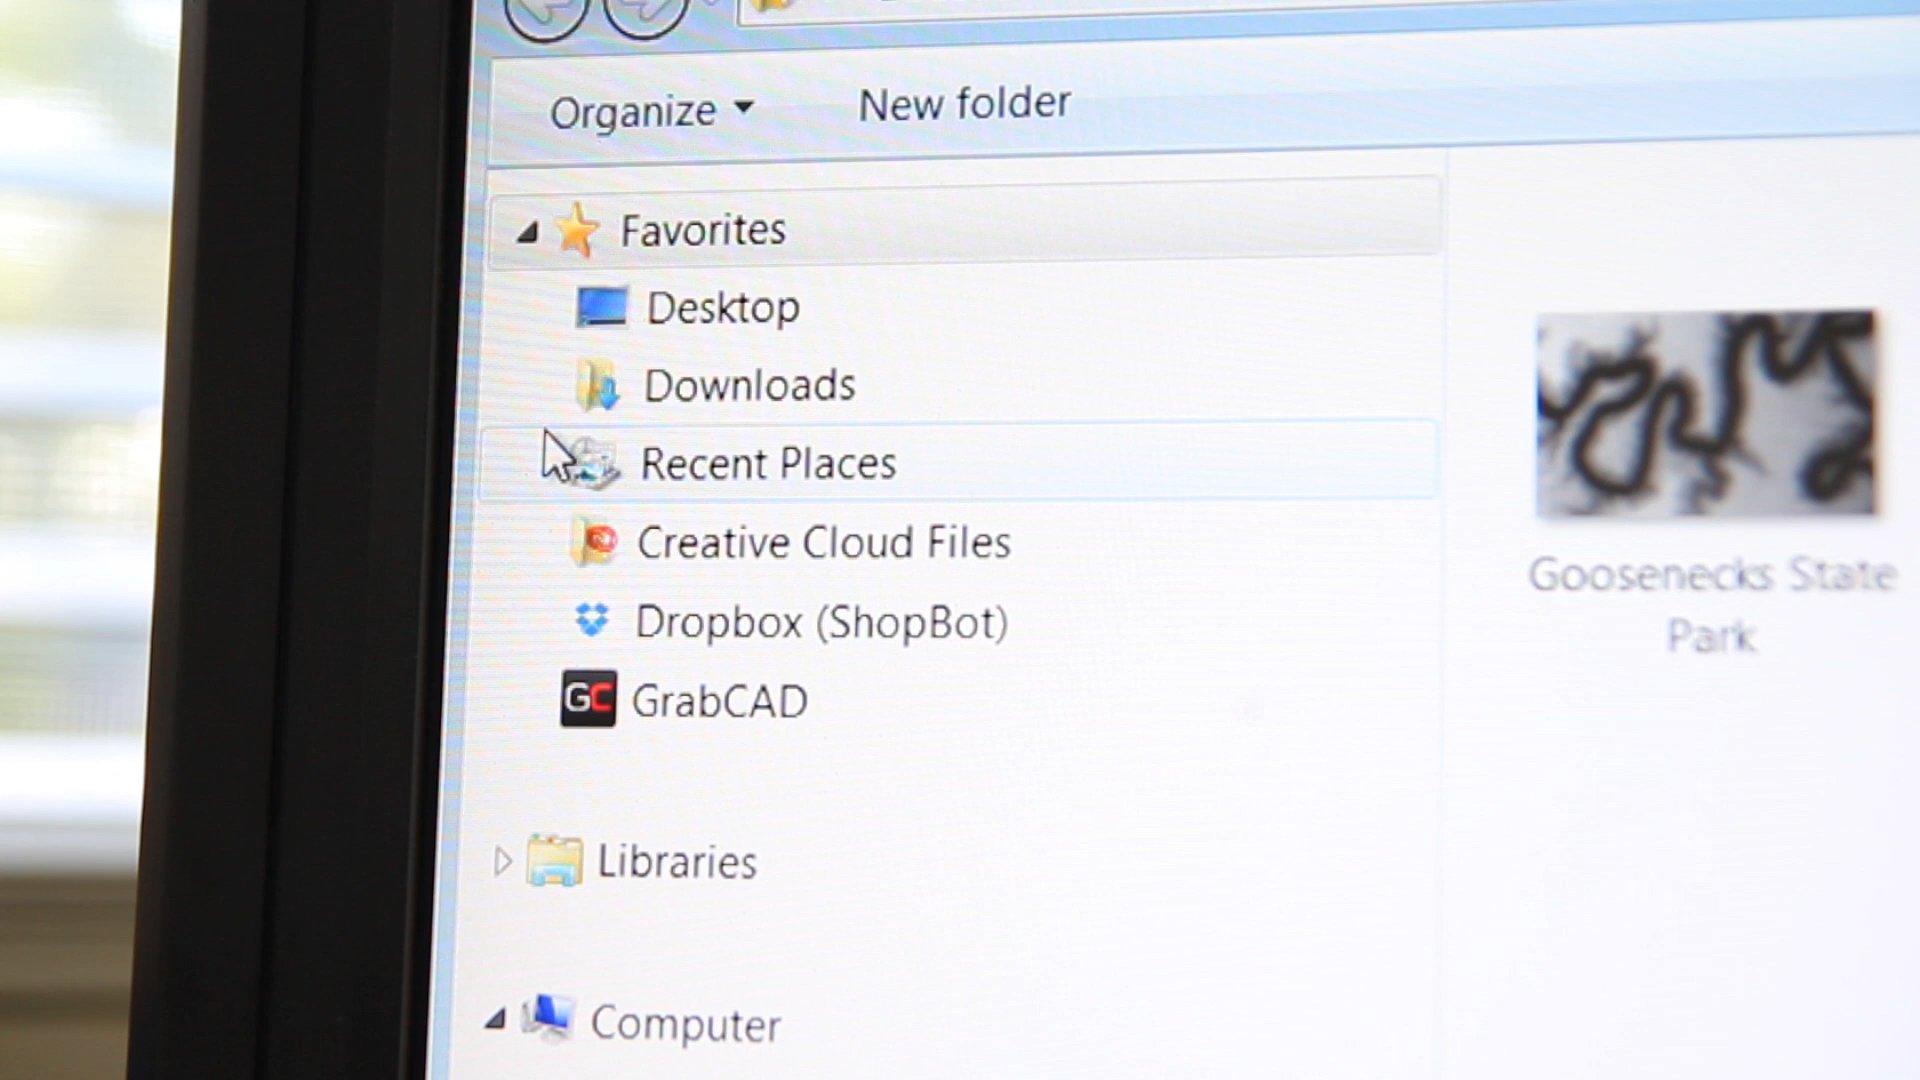 Organize
New folder
Favorites
Desktop
Downloads
Recent Places
Creative Cloud Files
Dropbox (ShopBot)
GC GrabCAD
Libraries
Computer
Goosenecks State
Park